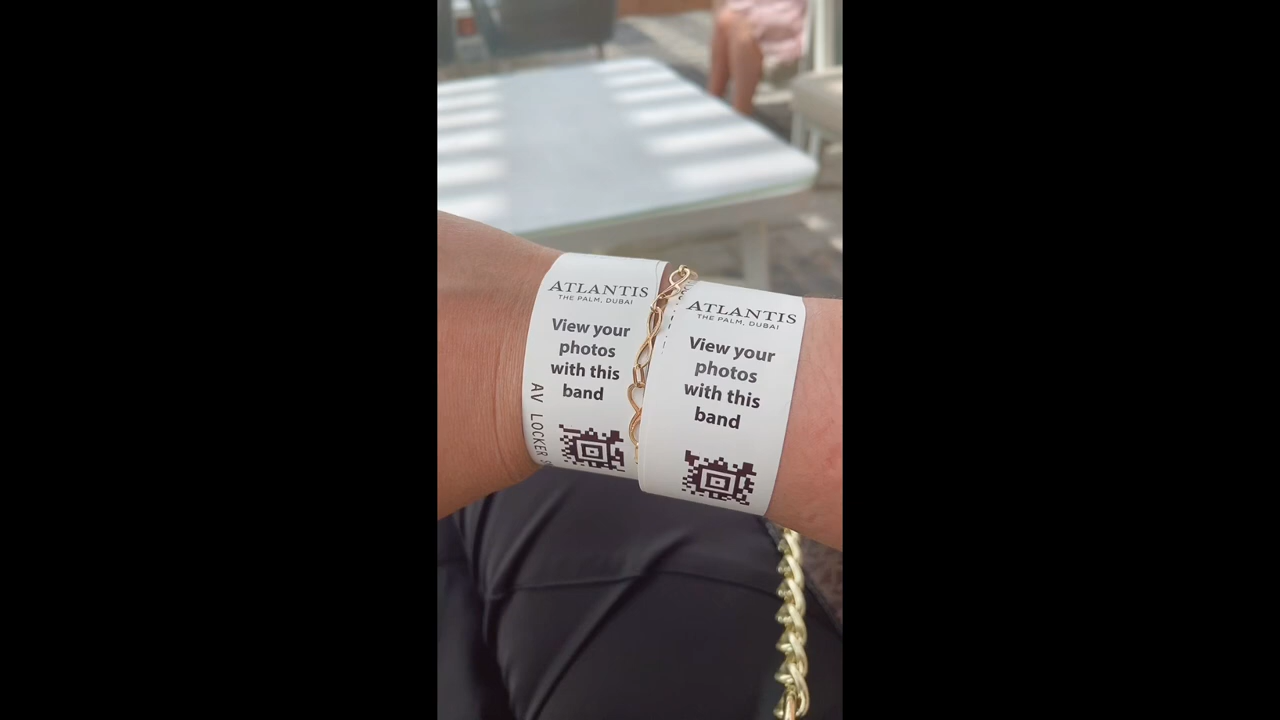 ATLANTIS
THE PALM, DUBAI
View your
photos
with this
band
AV LOCKER
ATLANTIS
THE PALM, DUBAI
View your
photos
with this
band